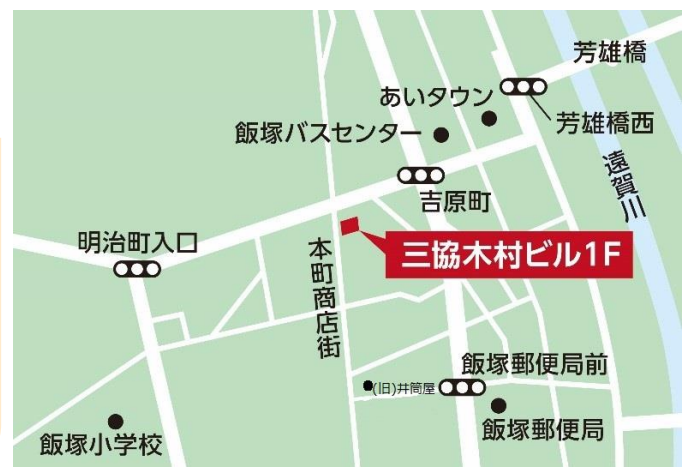 芳雄橋
あいタウン
芳雄橋西
飯塚バスセンター
遠賀川
吉原町
明治町入口
本町商店街
三協木村ビル1F
飯塚郵便局前
(旧)井筒屋
飯塚郵便局
飯塚小学校